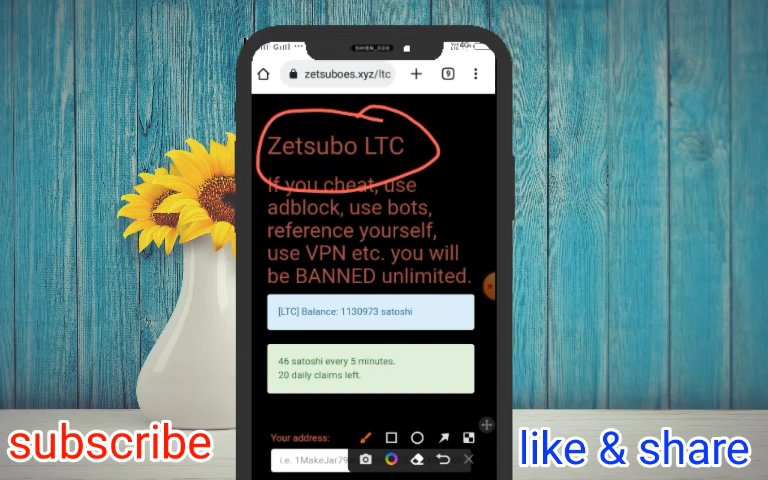 zetsuboes.xyz/ltc
9
Zetsubo LTC
If you cheat, use
adblock, use bots,
reference yourself,
use VPN etc. you will
be BANNED unlimited.
[LTC] Balance: 1130973 satoshi
46 satoshi every 5 minutes.
20 daily claims left.
Your address:
i.e. 1MakeJar79
subscribe
like & share